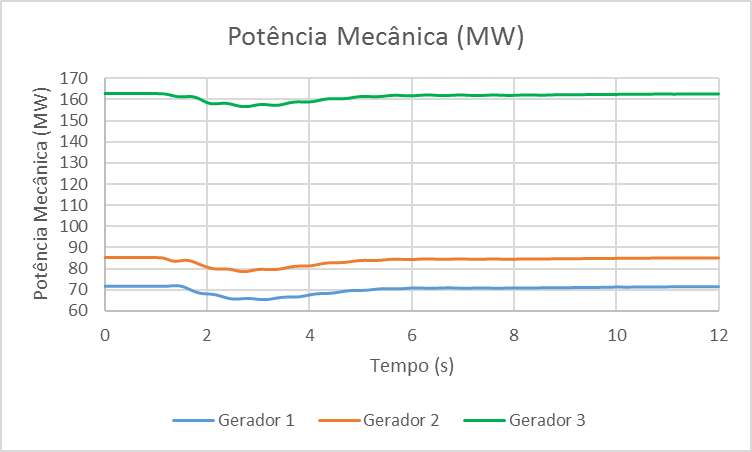 Potência Mecânica (MW)
Potência Mecânica (MW)
170
160
150
140
130
120
110
100
90
80
70
60
0 2 4 6 8 10 12
Tempo (s)
Gerador 1 Gerador 2 Gerador 3